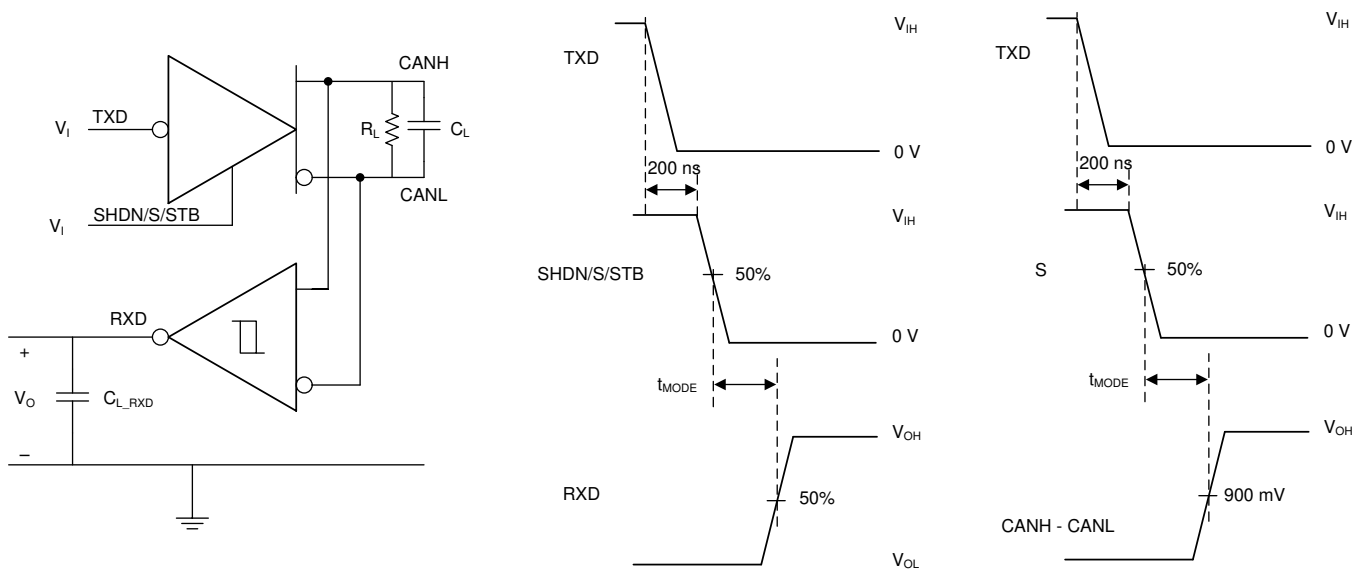 CANH
TXD
V_I
R_L
C_L
CANL
SHDN/S/STB
V_I
RXD
+
V_O
C_L_RXD
–
V_IH
TXD
0 V
200 ns
V_IH
SHDN/S/STB
50%
0 V
t_MODE
V_OH
RXD
50%
V_OL
V_IH
TXD
0 V
200 ns
V_IH
S
50%
0 V
t_MODE
V_OH
900 mV
CANH - CANL